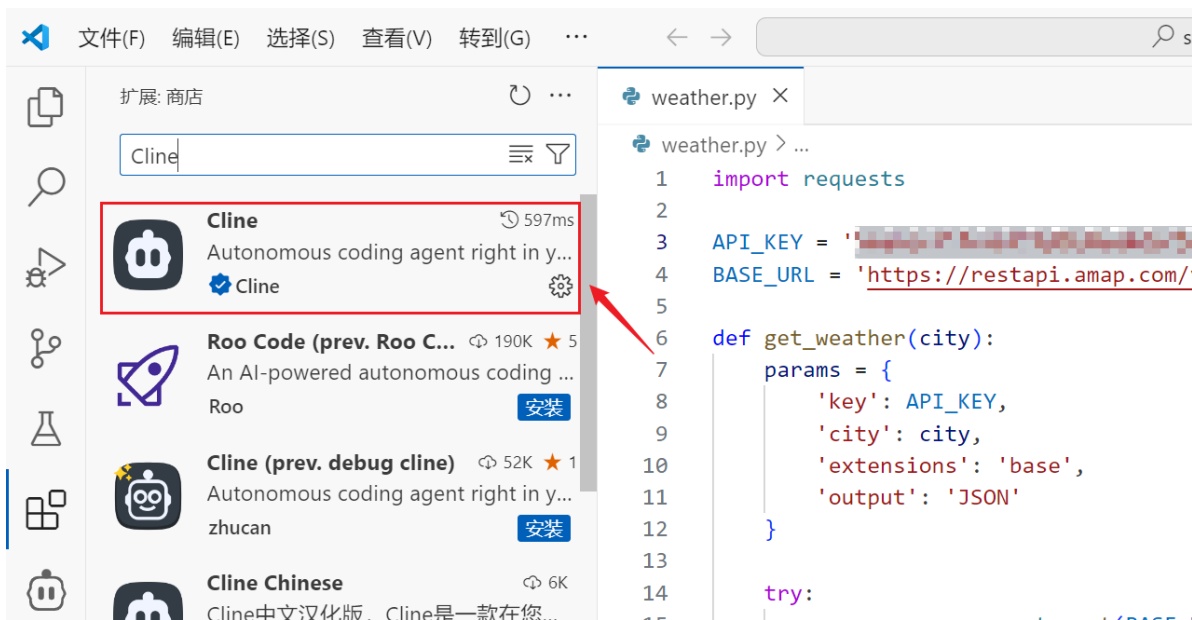 文件(F) 编辑(E) 选择(S) 查看(V) 转到(G) ···
扩展: 商店
Cline
Cline 597ms
Autonomous coding agent right in y...
Cline
Roo Code (prev. Roo C... 190K ★ 5
An AI-powered autonomous coding ...
Roo 安装
Cline (prev. debug cline) 52K ★ 1
Autonomous coding agent right in y...
zhucan 安装
Cline Chinese 6K
Cline中文汉化版，Cline是一款在您...
weather.py
weather.py > ...
1 import requests
2
3 API_KEY = '
4 BASE_URL = 'https://restapi.amap.com/
5
6 def get_weather(city):
7 params = {
8 'key': API_KEY,
9 'city': city,
10 'extensions': 'base',
11 'output': 'JSON'
12 }
13
14 try: